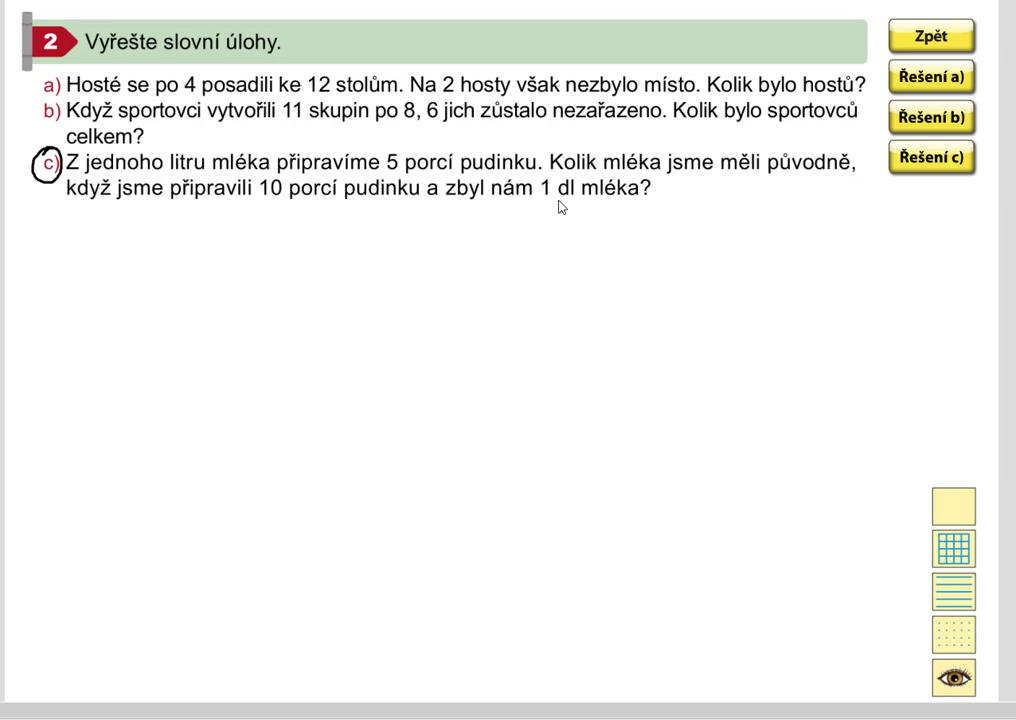 2 Vyřešte slovní úlohy.
a) Hosté se po 4 posadili ke 12 stolům. Na 2 hosty však nezbylo místo. Kolik bylo hostů?
b) Když sportovci vytvořili 11 skupin po 8, 6 jich zůstalo nezařazeno. Kolik bylo sportovců
celkem?
c) Z jednoho litru mléka připravíme 5 porcí pudinku. Kolik mléka jsme měli původně,
když jsme připravili 10 porcí pudinku a zbyl nám 1 dl mléka?
Zpět
Řešení a)
Řešení b)
Řešení c)